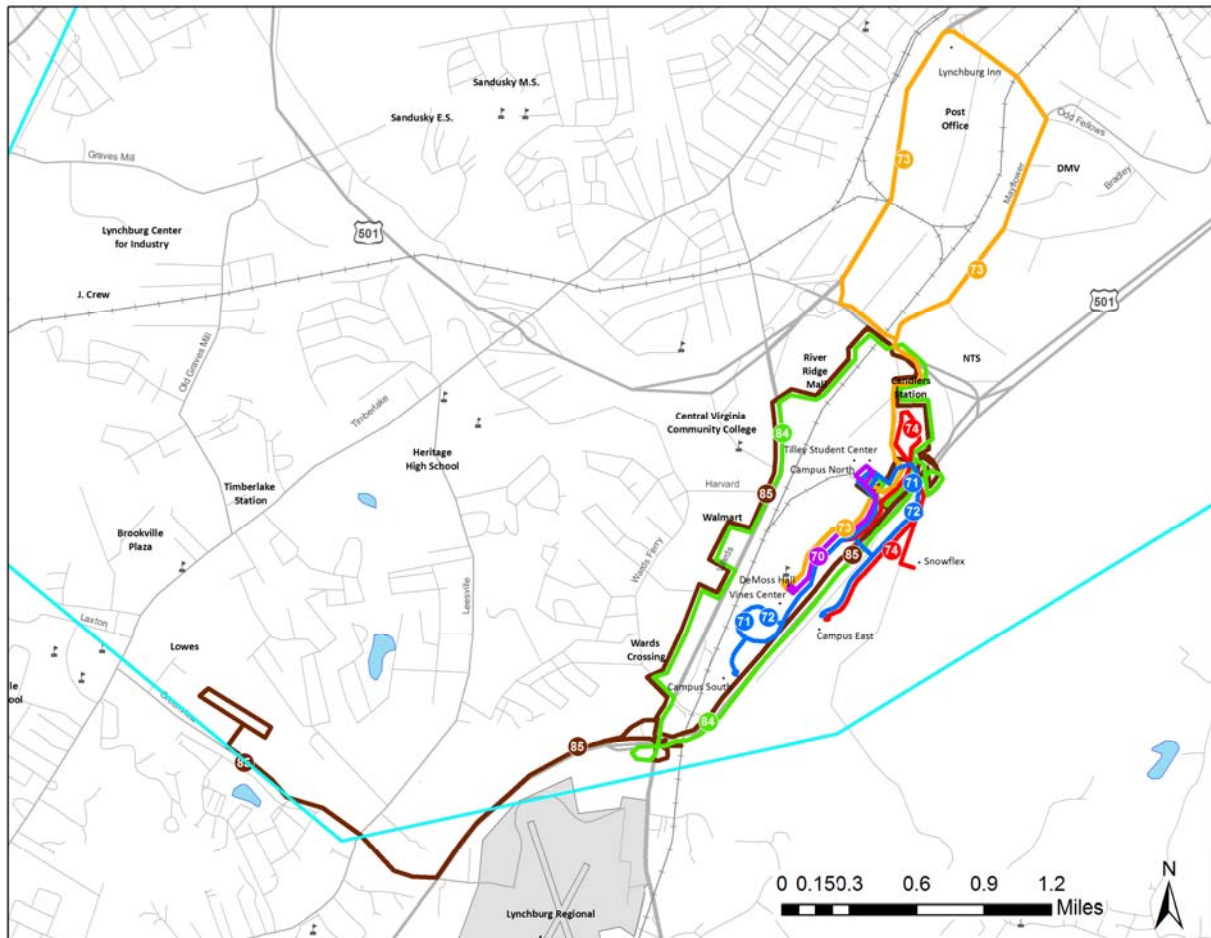 Lynchburg Inn
Sandusky M.S.
Post
Office
Sandusky E.S.
Odd Fellows
Graves Mill
73
DMV
Bradley
Mayflower
Lynchburg Center
for Industry
501
73
J. Crew
501
Old Graves Mill
River
Ridge
Mall
NTS
Candlers
Station
Timberlake
Central Virginia
Community College
84
74
Heritage
High School
Tilley Student Center
Campus North
71
Harvard
85
72
Timberlake
Station
Walmart
73
Brookville
Plaza
Wards Ferry
Wards
70
85
74
Snowflex
DeMoss Hall
Vines Center
Leesville
71
72
Campus East
Laxton
Lowes
Wards
Crossing
Campus South
Greenview
84
85
85
N
0 0.15 0.3 0.6 0.9 1.2
Miles
Lynchburg Regional